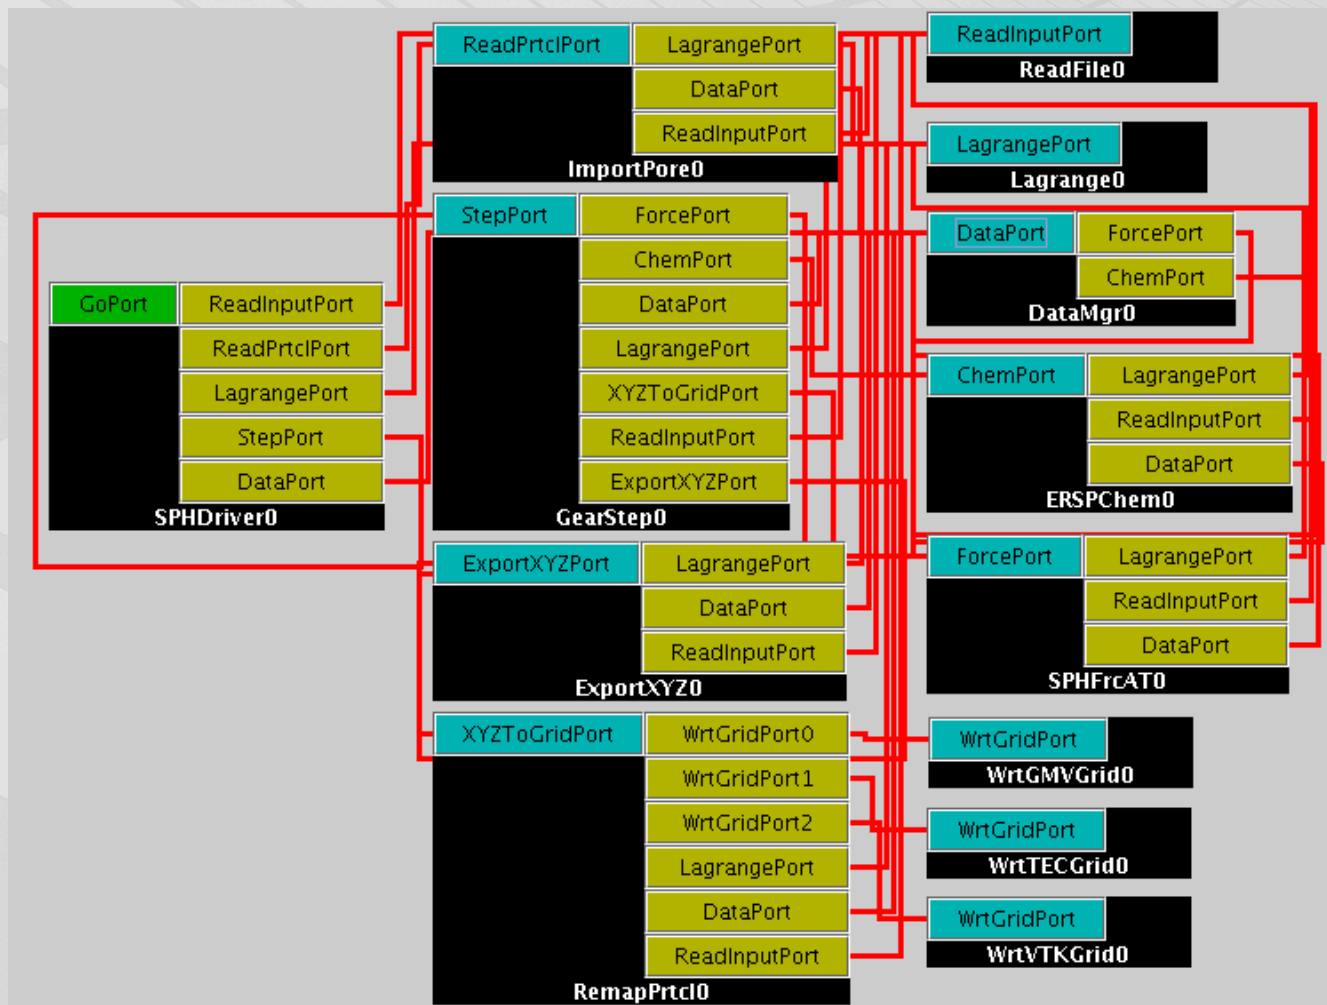 GoPort ReadInputPort
ReadPrtclPort
LagrangePort
StepPort
DataPort
SPHDriver0
ReadPrtclPort LagrangePort
DataPort
ReadInputPort
ImportPore0
StepPort ForcePort
ChemPort
DataPort
LagrangePort
XYZToGridPort
ReadInputPort
ExportXYZPort
GearStep0
ExportXYZPort LagrangePort
DataPort
ReadInputPort
ExportXYZ0
XYZToGridPort WrtGridPort0
WrtGridPort1
WrtGridPort2
LagrangePort
DataPort
ReadInputPort
RemapPrtcl0
ReadInputPort
ReadFile0
LagrangePort
Lagrange0
DataPort ForcePort
ChemPort
DataMgr0
ChemPort LagrangePort
ReadInputPort
DataPort
ERSPChem0
ForcePort LagrangePort
ReadInputPort
DataPort
SPHFrcAT0
WrtGridPort
WrtGMVGrid0
WrtGridPort
WrtTECGrid0
WrtGridPort
WrtVTKGrid0